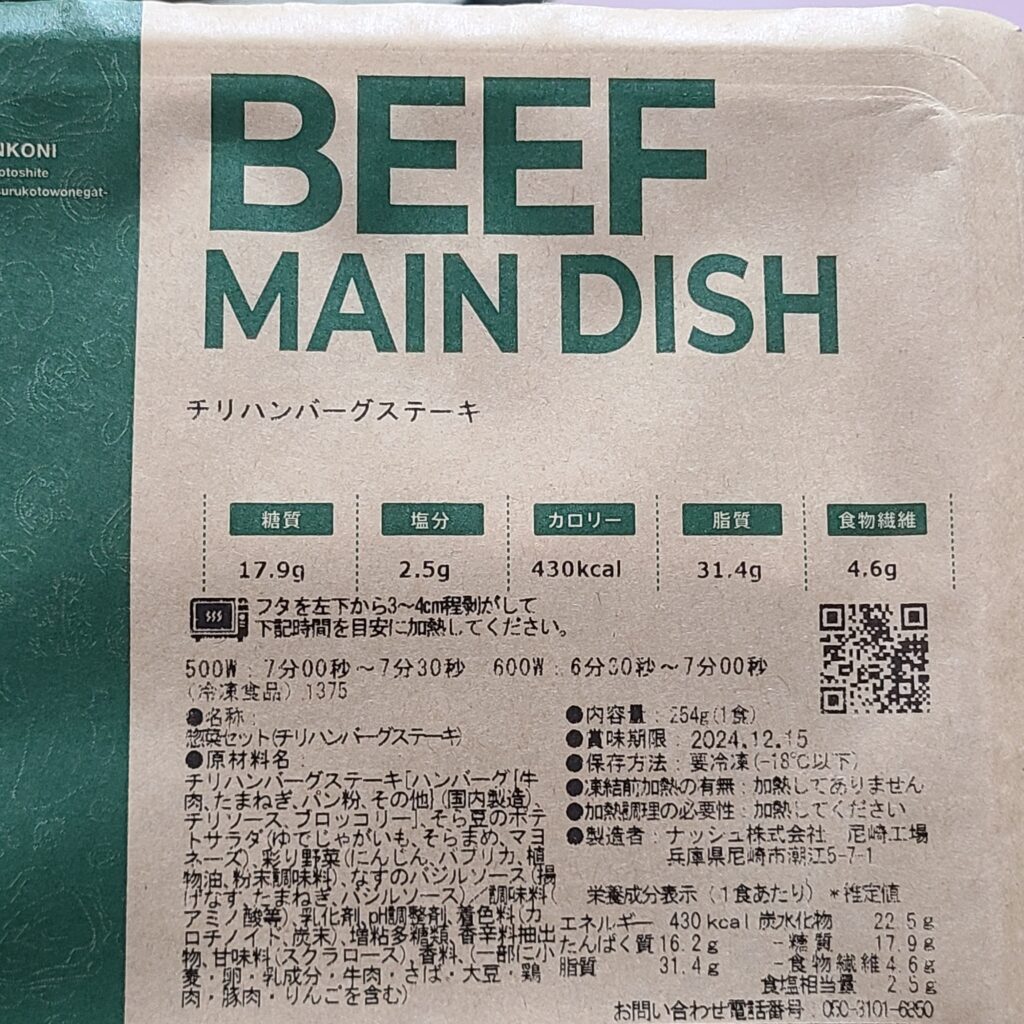 NKONI
otoshite
surukotowonegat-
BEEF
MAIN DISH
チリハンバーグステーキ
糖質 塩分 カロリー 脂質 食物繊維
17.9g 2.5g 430kcal 31.4g 4.6g
フタを左下から3〜4cm程剥がして
下記時間を目安に加熱してください。
500W：7分00秒〜7分30秒 600W：6分30秒〜7分00秒
(冷凍食品) 1375
●名称：
惣菜セット(チリハンバーグステーキ)
●原材料名：
チリハンバーグステーキ[ハンバーグ{牛
肉、たまねぎ、パン粉、その他}(国内製造)、
チリソース、ブロッコリー]、そら豆のポテ
トサラダ(ゆでじゃがいも、そらまめ、マヨ
ネーズ)、彩り野菜(にんじん、パプリカ、植
物油、粉末調味料)、なすのバジルソース(揚
げなす、たまねぎ、バジルソース)／調味料(
アミノ酸等)、乳化剤、pH調整剤、着色料(カ
ロチノイド、炭末)、増粘多糖類、香辛料抽出
物、甘味料(スクラロース)、香料、(一部に小
麦・卵・乳成分・牛肉・さば・大豆・鶏
肉・豚肉・りんごを含む)
●内容量：254g(1食)
●賞味期限：2024.12.15
●保存方法：要冷凍(-18℃以下)
●凍結前加熱の有無：加熱してありません
●加熱調理の必要性：加熱してください
●製造者：ナッシュ株式会社 尼崎工場
兵庫県尼崎市潮江5-7-1
栄養成分表示(1食あたり)＊推定値
エネルギー 430kcal 炭水化物 22.5g
たんぱく質 16.2g -糖質 17.9g
脂質 31.4g -食物繊維 4.6g
食塩相当量 2.5g
お問い合わせ電話番号：050-3101-6850